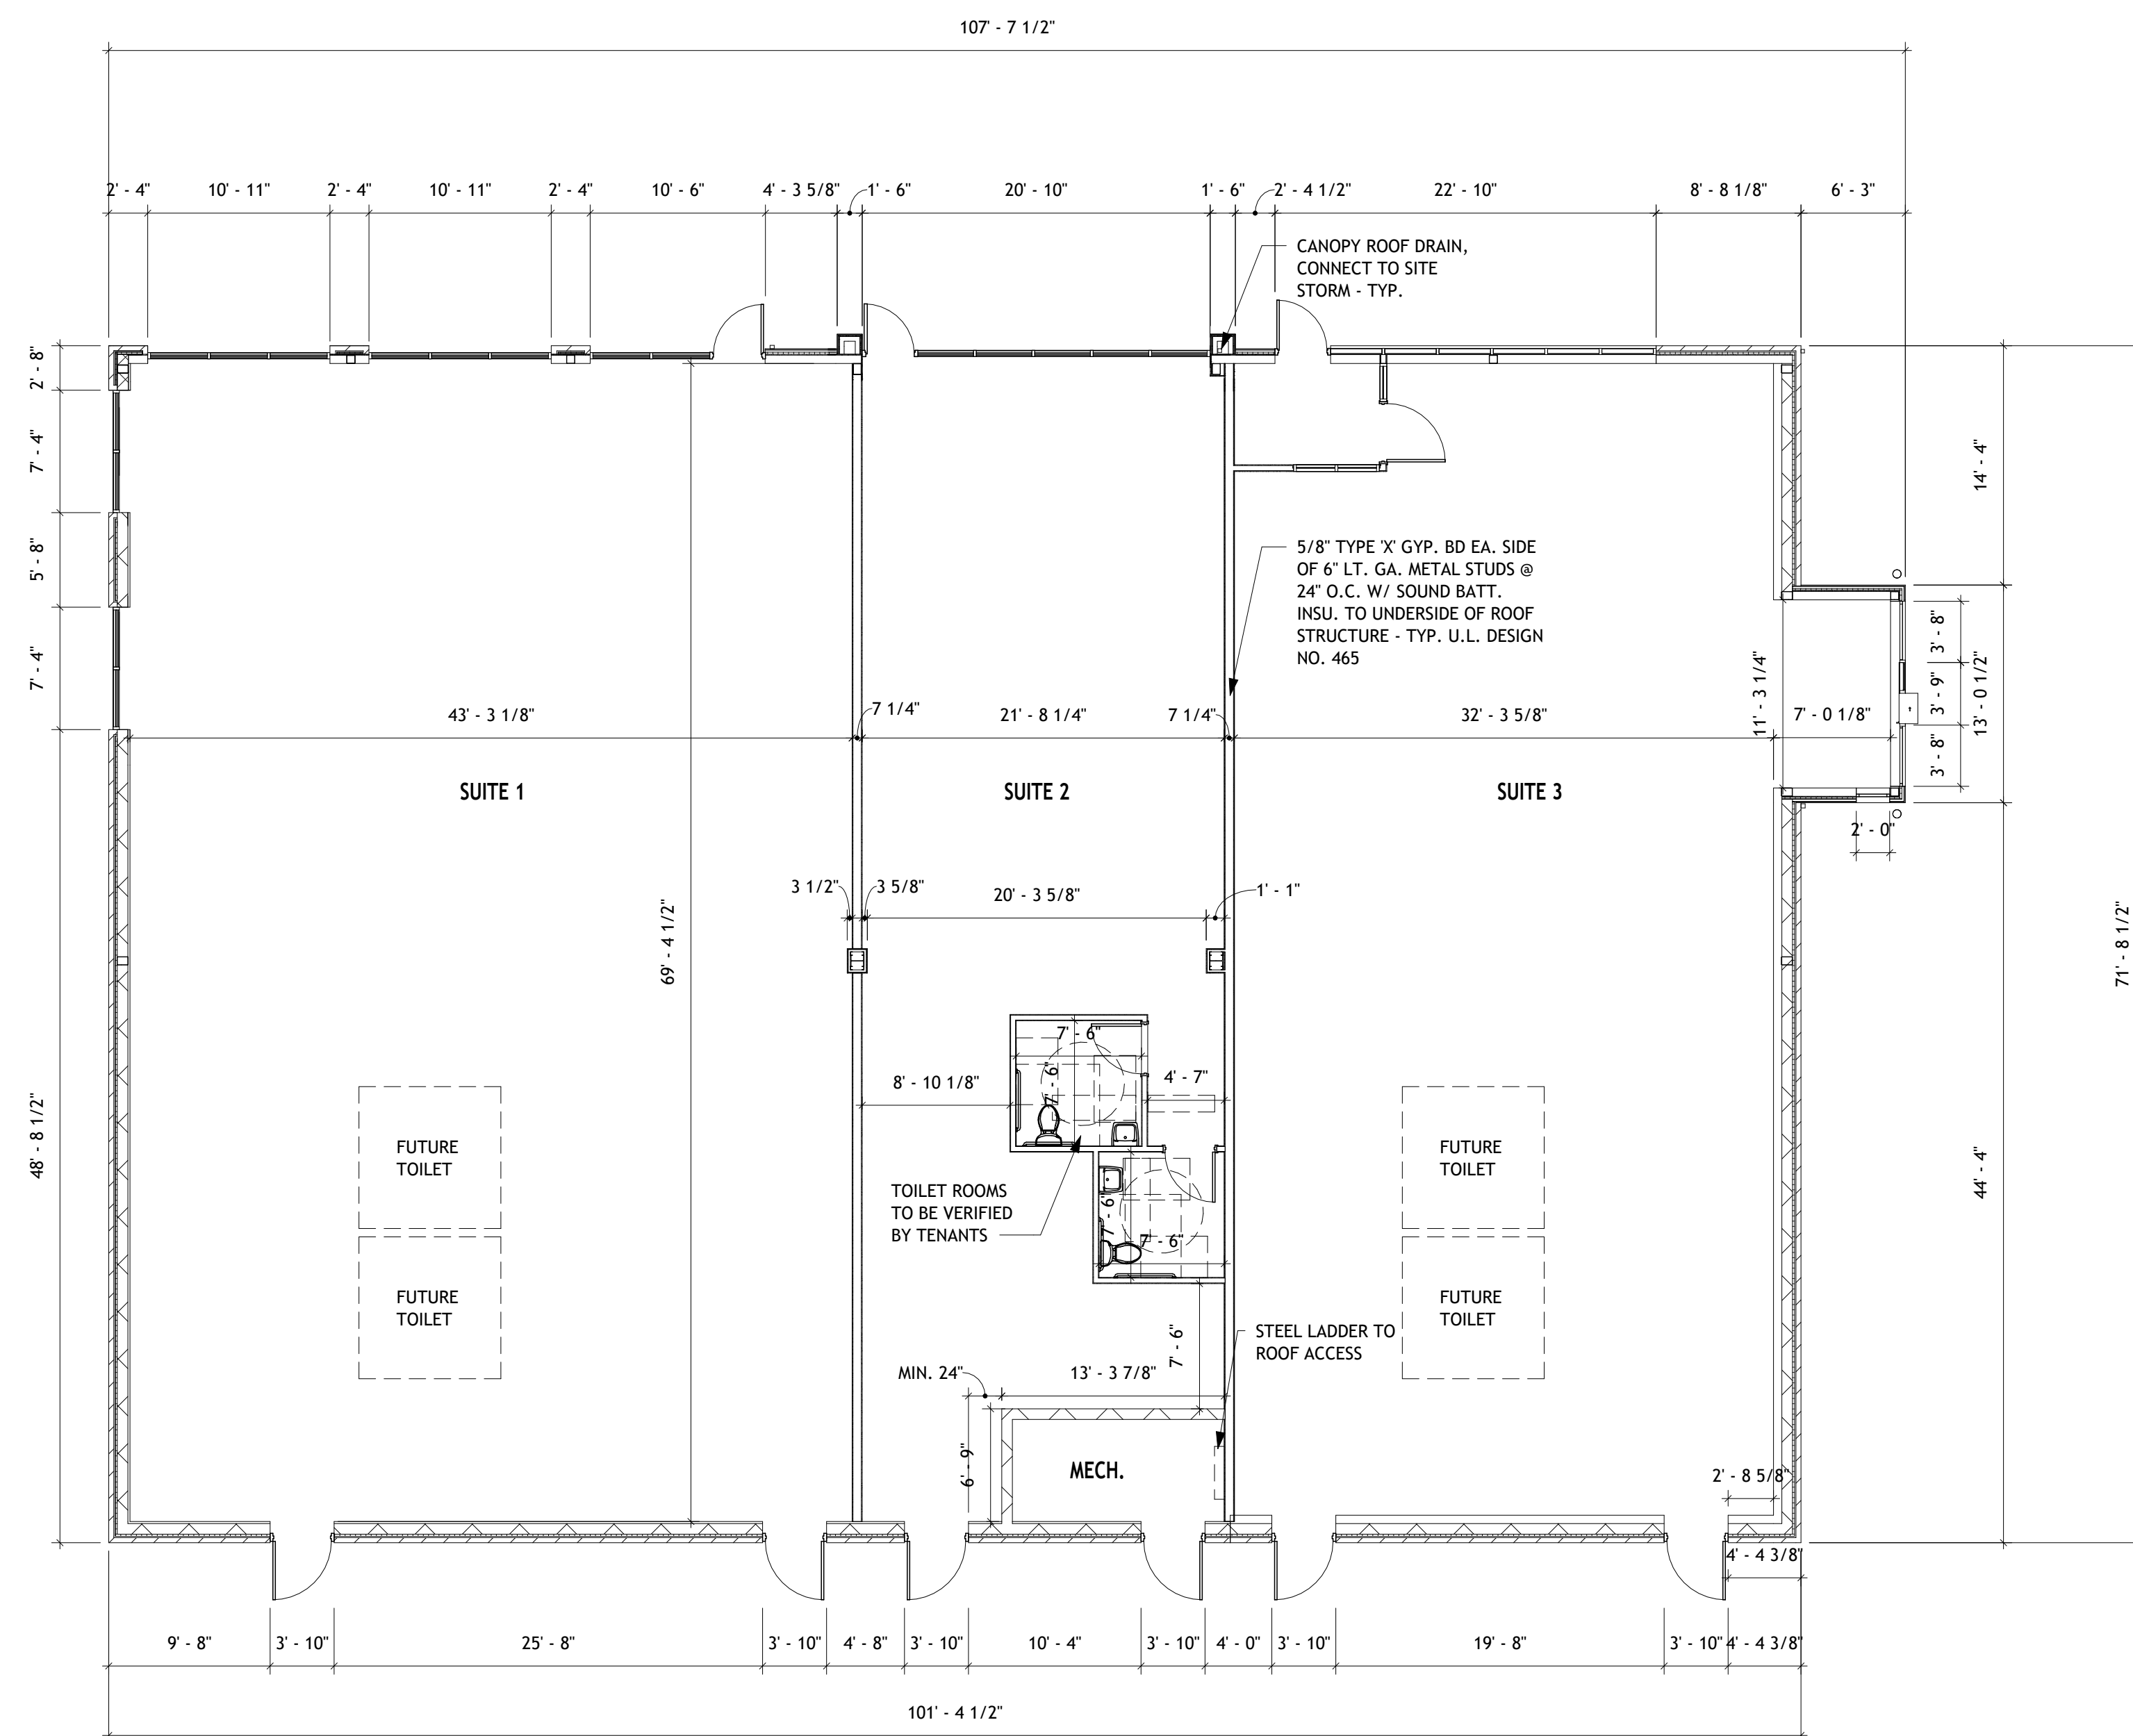 107' - 7 1/2"
2' - 4"
10' - 11"
2' - 4"
10' - 11"
2' - 4"
10' - 6"
4' - 3 5/8"
1' - 6"
20' - 10"
1' - 6"
2' - 4 1/2"
22' - 10"
8' - 8 1/8"
6' - 3"
CANOPY ROOF DRAIN,
CONNECT TO SITE
STORM - TYP.
2' - 8"
7' - 4"
5' - 8"
7' - 4"
48' - 8 1/2"
14' - 4"
5/8" TYPE 'X' GYP. BD EA. SIDE
OF 6" LT. GA. METAL STUDS @
24" O.C. W/ SOUND BATT.
INSU. TO UNDERSIDE OF ROOF
STRUCTURE - TYP. U.L. DESIGN
NO. 465
43' - 3 1/8"
7 1/4"
21' - 8 1/4"
7 1/4"
32' - 3 5/8"
11' - 3 1/4"
7' - 0 1/8"
3' - 8"
3' - 9"
3' - 8"
13' - 0 1/2"
SUITE 1
SUITE 2
SUITE 3
2' - 0"
69' - 4 1/2"
3 1/2"
3 5/8"
20' - 3 5/8"
1' - 1"
71' - 8 1/2"
7' - 6"
7' - 6"
8' - 10 1/8"
4' - 7"
FUTURE
TOILET
FUTURE
TOILET
44' - 4"
TOILET ROOMS
TO BE VERIFIED
BY TENANTS
7' - 6"
7' - 6"
FUTURE
TOILET
FUTURE
TOILET
STEEL LADDER TO
ROOF ACCESS
7' - 6"
MIN. 24"
13' - 3 7/8"
6' - 9"
MECH.
2' - 8 5/8"
4' - 4 3/8"
9' - 8"
3' - 10"
25' - 8"
3' - 10"
4' - 8"
3' - 10"
10' - 4"
3' - 10"
4' - 0"
3' - 10"
19' - 8"
3' - 10"
4' - 4 3/8"
101' - 4 1/2"